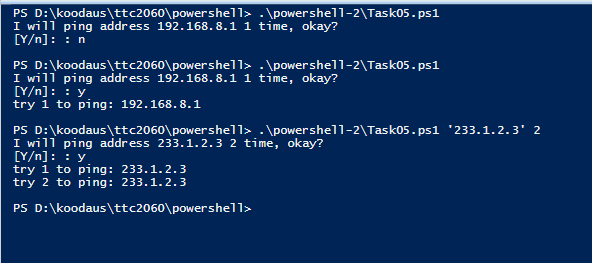 PS D:\koodaus\ttc2060\powershell> .\powershell-2\Task05.ps1
I will ping address 192.168.8.1 1 time, okay?
[Y/n]: : n
PS D:\koodaus\ttc2060\powershell> .\powershell-2\Task05.ps1
I will ping address 192.168.8.1 1 time, okay?
[Y/n]: : y
try 1 to ping: 192.168.8.1
PS D:\koodaus\ttc2060\powershell> .\powershell-2\Task05.ps1 '233.1.2.3' 2
I will ping address 233.1.2.3 2 time, okay?
[Y/n]: : y
try 1 to ping: 233.1.2.3
try 2 to ping: 233.1.2.3
PS D:\koodaus\ttc2060\powershell>